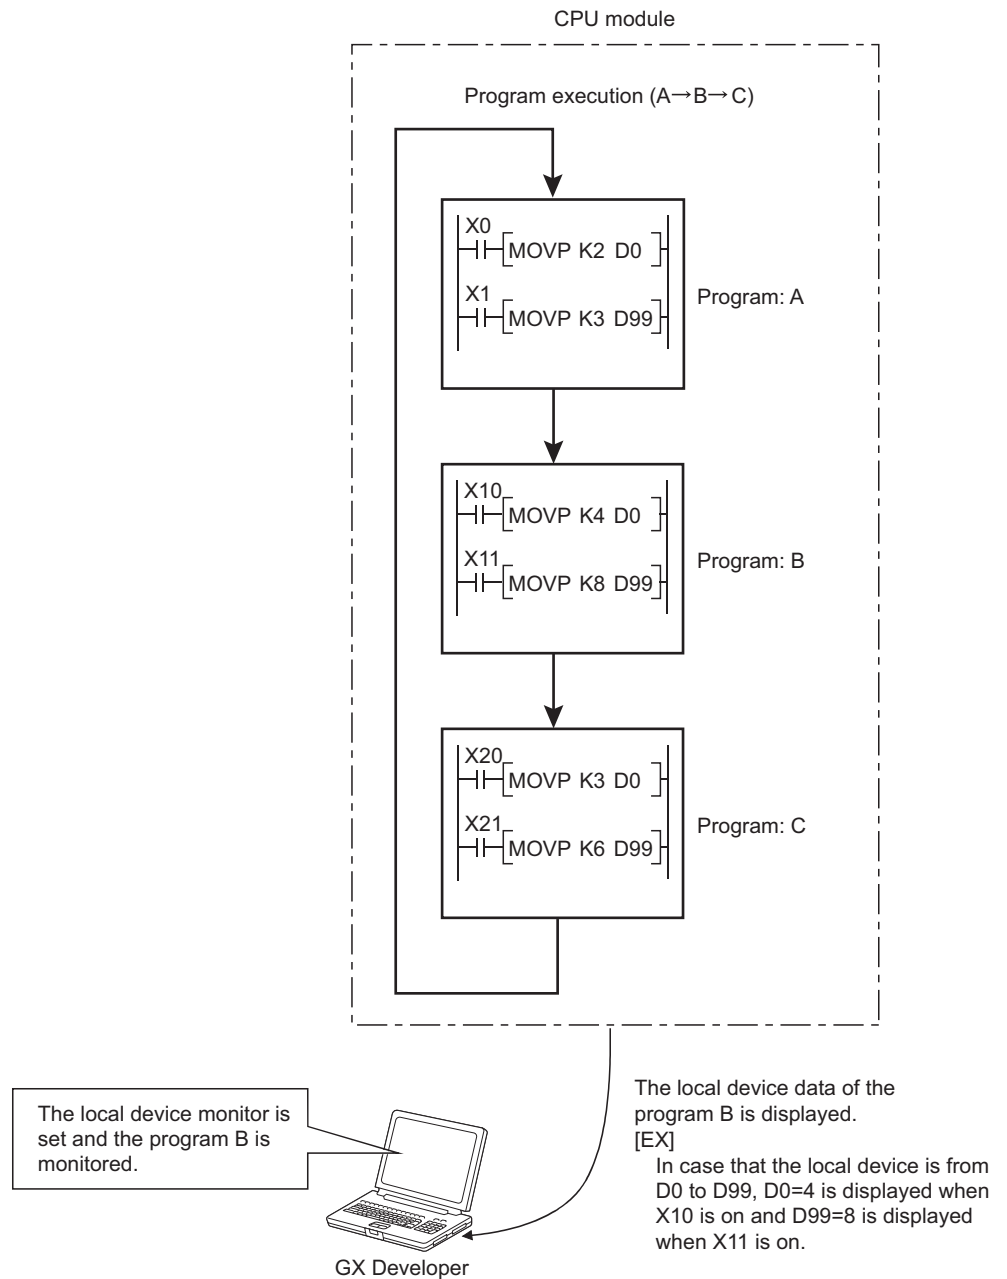 CPU module
Program execution (A→B→C)
X0
MOVP K2 D0
X1
MOVP K3 D99
Program: A
X10
MOVP K4 D0
X11
MOVP K8 D99
Program: B
X20
MOVP K3 D0
X21
MOVP K6 D99
Program: C
The local device monitor is
set and the program B is
monitored.
GX Developer
The local device data of the
program B is displayed.
[EX]
In case that the local device is from
D0 to D99, D0=4 is displayed when
X10 is on and D99=8 is displayed
when X11 is on.